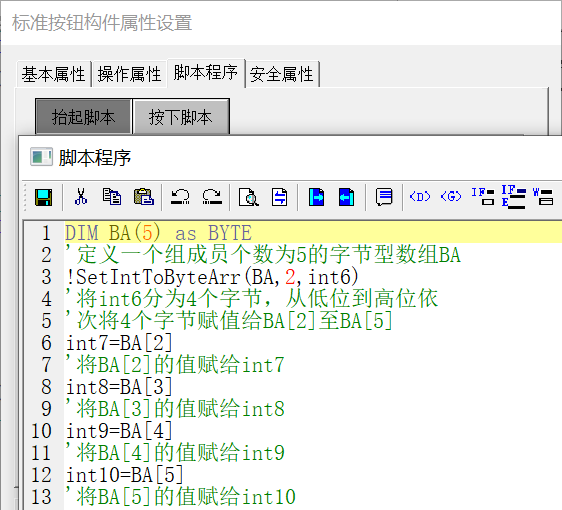 标准按钮构件属性设置
基本属性 操作属性 脚本程序 安全属性
抬起脚本 按下脚本
脚本程序
<D> <G> IF IF E W
1 DIM BA(5) as BYTE
2 '定义一个组成员个数为5的字节型数组BA
3 !SetIntToByteArr(BA,2,int6)
4 '将int6分为4个字节，从低位到高位依
5 '次将4个字节赋值给BA[2]至BA[5]
6 int7=BA[2]
7 '将BA[2]的值赋给int7
8 int8=BA[3]
9 '将BA[3]的值赋给int8
10 int9=BA[4]
11 '将BA[4]的值赋给int9
12 int10=BA[5]
13 '将BA[5]的值赋给int10